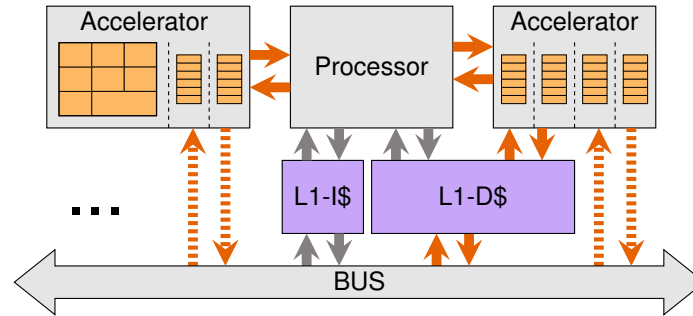 Accelerator
Accelerator
Processor
L1-I$
L1-D$
...
BUS